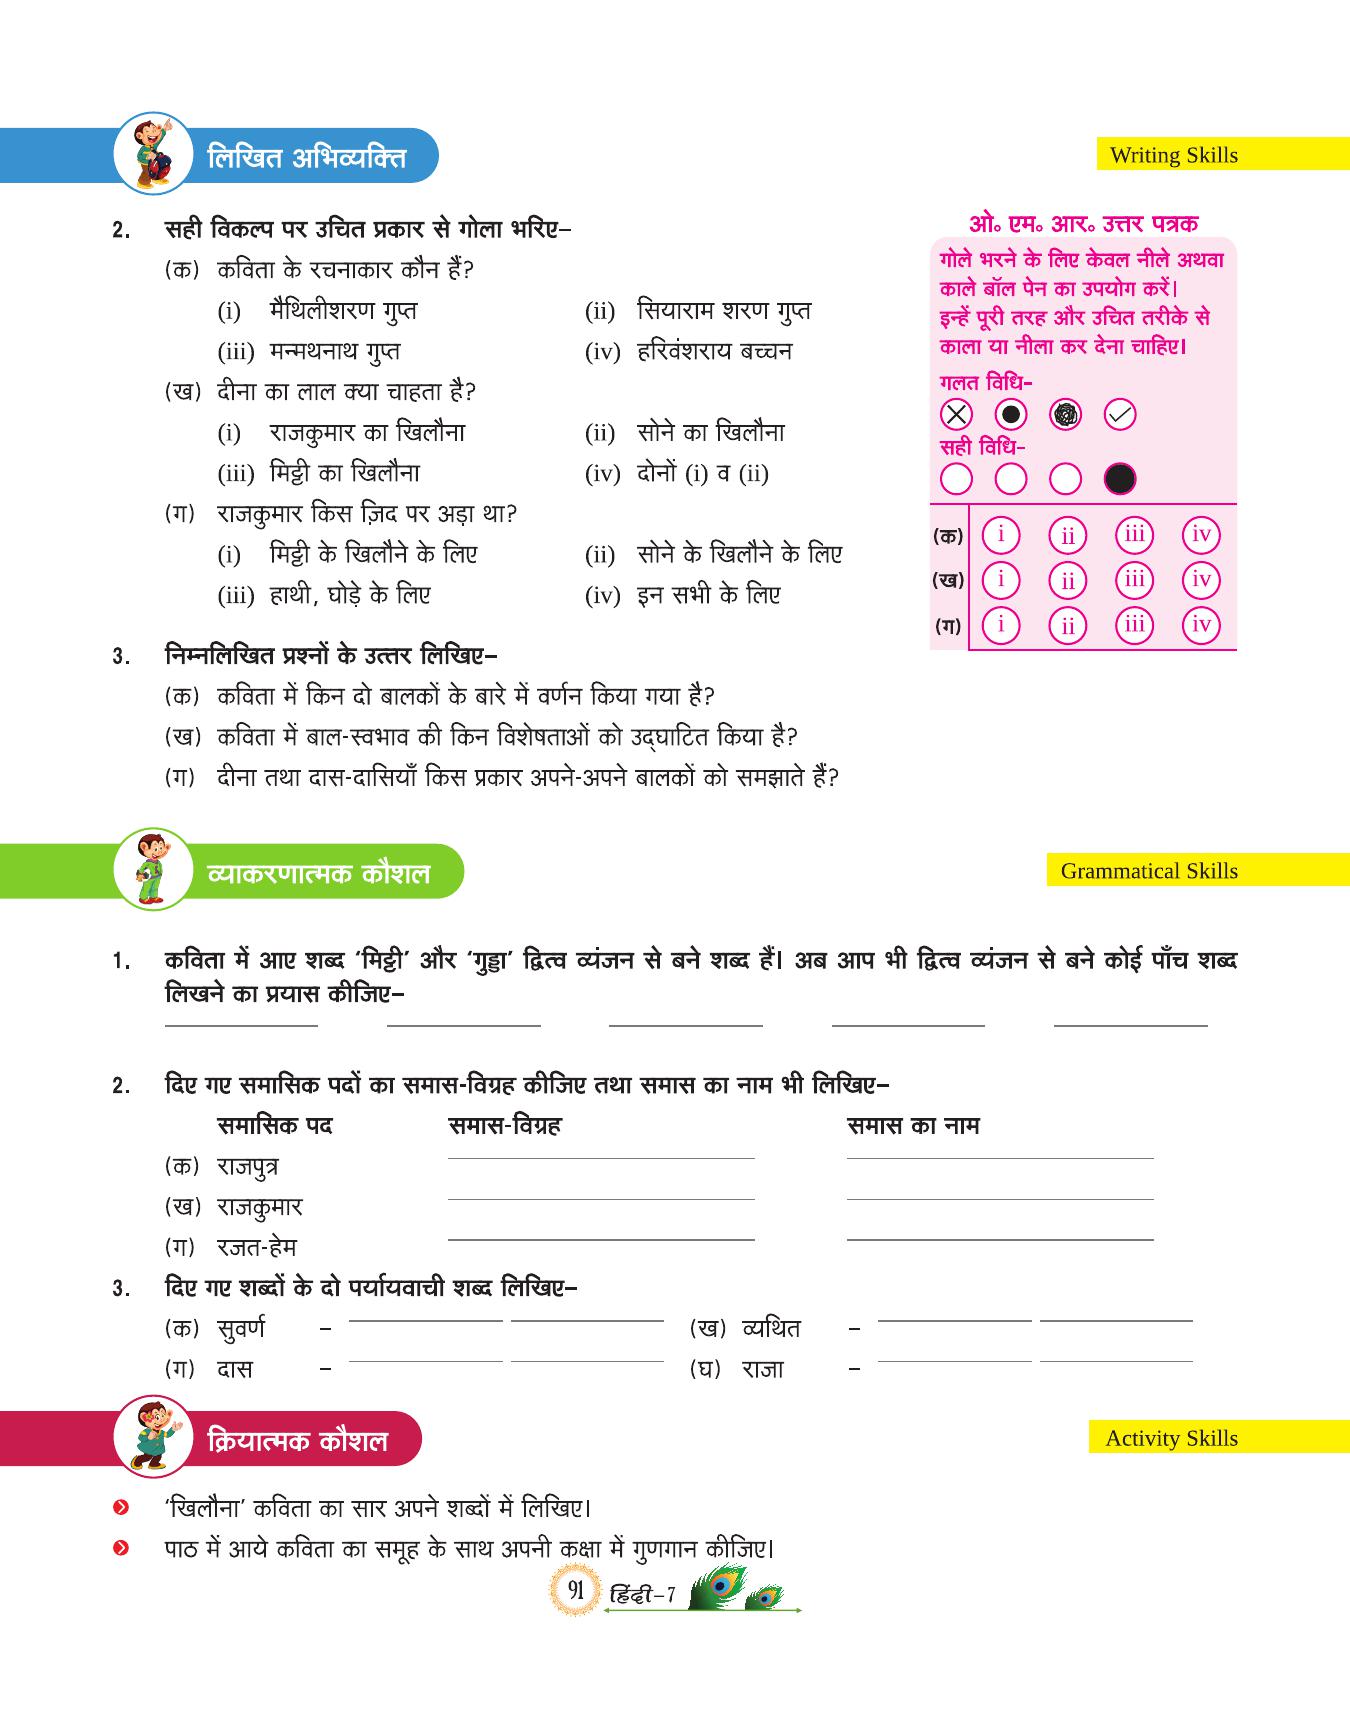 लिखित अभिव्यक्ति
Writing Skills
2. सही विकल्प पर उचित प्रकार से गोला भरिए–
(क) कविता के रचनाकार कौन हैं?
(i) मैथिलीशरण गुप्त (ii) सियाराम शरण गुप्त
(iii) मन्मथनाथ गुप्त (iv) हरिवंशराय बच्चन
(ख) दीना का लाल क्या चाहता है?
(i) राजकुमार का खिलौना (ii) सोने का खिलौना
(iii) मिट्टी का खिलौना (iv) दोनों (i) व (ii)
(ग) राजकुमार किस ज़िद पर अड़ा था?
(i) मिट्टी के खिलौने के लिए (ii) सोने के खिलौने के लिए
(iii) हाथी, घोड़े के लिए (iv) इन सभी के लिए
ओ॰ एम॰ आर॰ उत्तर पत्रक
गोले भरने के लिए केवल नीले अथवा
काले बॉल पेन का उपयोग करें।
इन्हें पूरी तरह और उचित तरीके से
काला या नीला कर देना चाहिए।
गलत विधि–
सही विधि–
(क) i ii iii iv
(ख) i ii iii iv
(ग) i ii iii iv
3. निम्नलिखित प्रश्नों के उत्तर लिखिए–
(क) कविता में किन दो बालकों के बारे में वर्णन किया गया है?
(ख) कविता में बाल-स्वभाव की किन विशेषताओं को उद्‌घाटित किया है?
(ग) दीना तथा दास-दासियाँ किस प्रकार अपने-अपने बालकों को समझाते हैं?
व्याकरणात्मक कौशल
Grammatical Skills
1. कविता में आए शब्द ‘मिट्टी’ और ‘गुड्डा’ द्वित्व व्यंजन से बने शब्द हैं। अब आप भी द्वित्व व्यंजन से बने कोई पाँच शब्द
लिखने का प्रयास कीजिए–
2. दिए गए समासिक पदों का समास-विग्रह कीजिए तथा समास का नाम भी लिखिए–
समासिक पद समास-विग्रह समास का नाम
(क) राजपुत्र
(ख) राजकुमार
(ग) रजत-हेम
3. दिए गए शब्दों के दो पर्यायवाची शब्द लिखिए–
(क) सुवर्ण – (ख) व्यथित –
(ग) दास – (घ) राजा –
क्रियात्मक कौशल
Activity Skills
‘खिलौना’ कविता का सार अपने शब्दों में लिखिए।
पाठ में आये कविता का समूह के साथ अपनी कक्षा में गुणगान कीजिए।
91 हिंदी–7